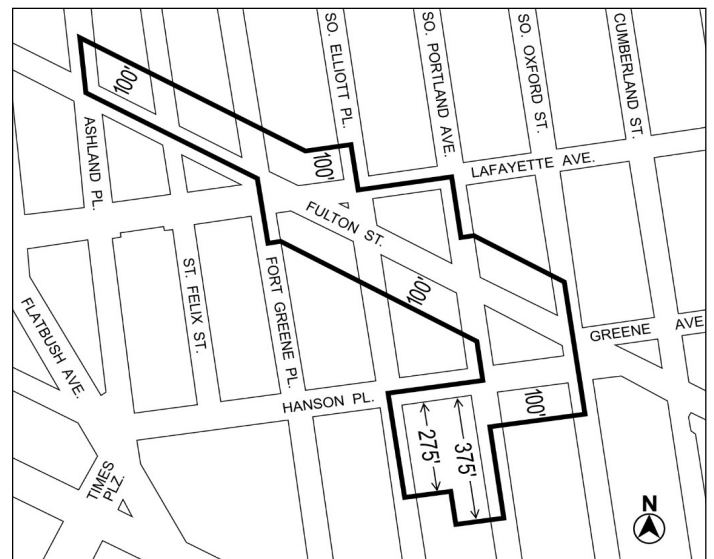 SO. ELLIOTT PL.
SO. PORTLAND AVE.
SO. OXFORD ST.
CUMBERLAND ST.
100'
ASHLAND PL.
100'
LAFAYETTE AVE.
FULTON ST.
ST. FELIX ST.
FORT GREENE PL.
100'
FLATBUSH AVE.
GREENE AVE
HANSON PL.
100'
275'
375'
TIMES
PLZ.
N